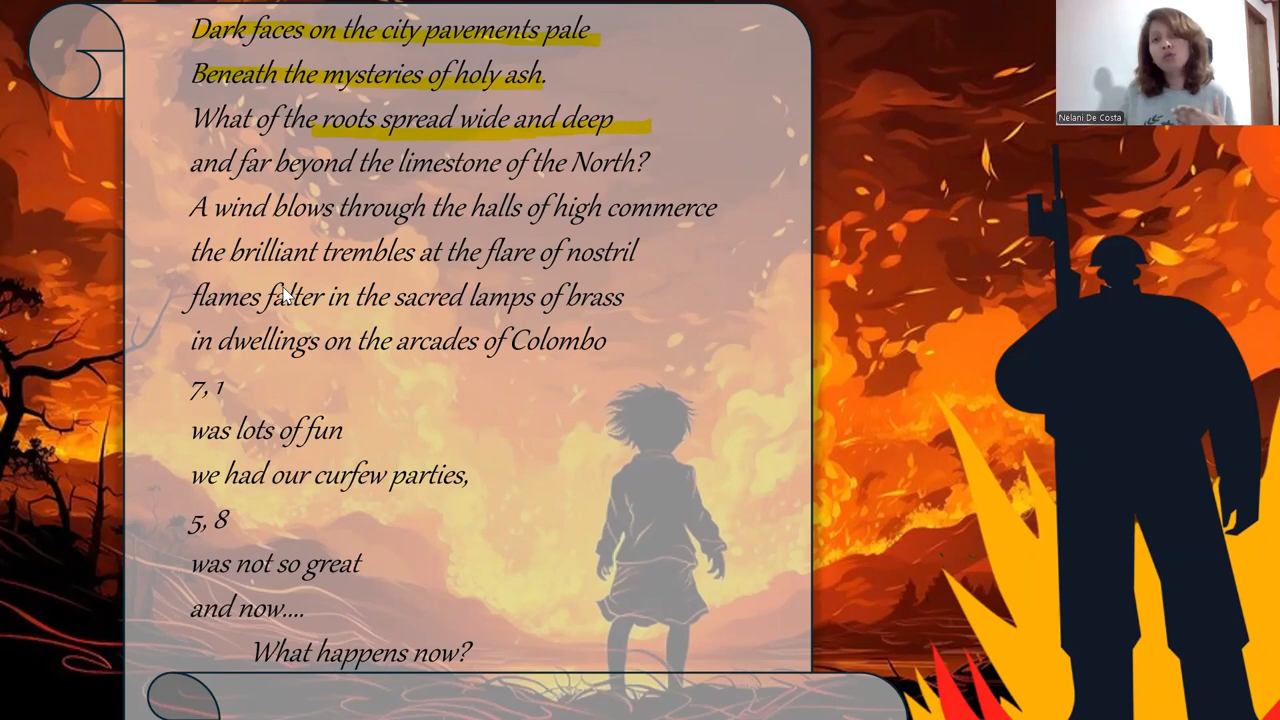 Dark faces on the city pavements pale
Beneath the mysteries of holy ash.
What of the roots spread wide and deep
and far beyond the limestone of the North?
A wind blows through the halls of high commerce
the brilliant trembles at the flare of nostril
flames falter in the sacred lamps of brass
in dwellings on the arcades of Colombo
7, 1
was lots of fun
we had our curfew parties,
5, 8
was not so great
and now....
What happens now?
Nelani De Costa